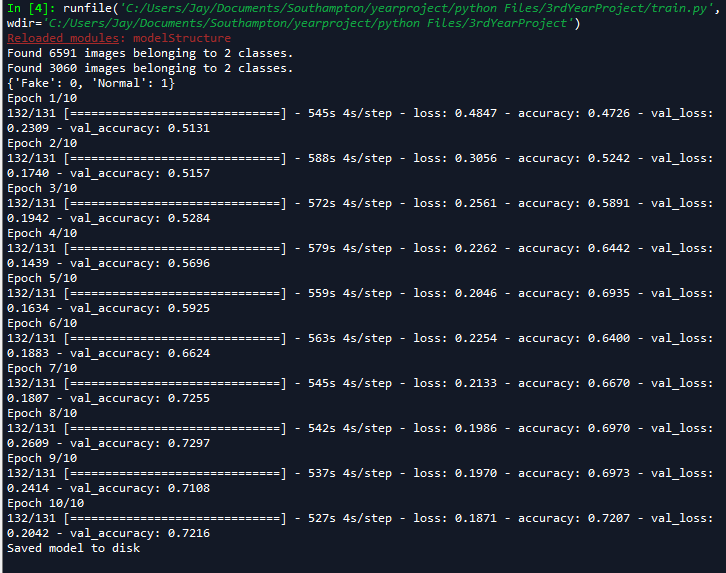 In [4]: runfile('C:/Users/Jay/Documents/Southampton/yearproject/python Files/3rdYearProject/train.py',
wdir='C:/Users/Jay/Documents/Southampton/yearproject/python Files/3rdYearProject')
Reloaded modules: modelStructure
Found 6591 images belonging to 2 classes.
Found 3060 images belonging to 2 classes.
{'Fake': 0, 'Normal': 1}
Epoch 1/10
132/131 [==============================] - 545s 4s/step - loss: 0.4847 - accuracy: 0.4726 - val_loss:
0.2309 - val_accuracy: 0.5131
Epoch 2/10
132/131 [==============================] - 588s 4s/step - loss: 0.3056 - accuracy: 0.5242 - val_loss:
0.1740 - val_accuracy: 0.5157
Epoch 3/10
132/131 [==============================] - 572s 4s/step - loss: 0.2561 - accuracy: 0.5891 - val_loss:
0.1942 - val_accuracy: 0.5284
Epoch 4/10
132/131 [==============================] - 579s 4s/step - loss: 0.2262 - accuracy: 0.6442 - val_loss:
0.1439 - val_accuracy: 0.5696
Epoch 5/10
132/131 [==============================] - 559s 4s/step - loss: 0.2046 - accuracy: 0.6935 - val_loss:
0.1634 - val_accuracy: 0.5925
Epoch 6/10
132/131 [==============================] - 563s 4s/step - loss: 0.2254 - accuracy: 0.6400 - val_loss:
0.1883 - val_accuracy: 0.6624
Epoch 7/10
132/131 [==============================] - 545s 4s/step - loss: 0.2133 - accuracy: 0.6670 - val_loss:
0.1807 - val_accuracy: 0.7255
Epoch 8/10
132/131 [==============================] - 542s 4s/step - loss: 0.1986 - accuracy: 0.6970 - val_loss:
0.2609 - val_accuracy: 0.7297
Epoch 9/10
132/131 [==============================] - 537s 4s/step - loss: 0.1970 - accuracy: 0.6973 - val_loss:
0.2414 - val_accuracy: 0.7108
Epoch 10/10
132/131 [==============================] - 527s 4s/step - loss: 0.1871 - accuracy: 0.7207 - val_loss:
0.2042 - val_accuracy: 0.7216
Saved model to disk